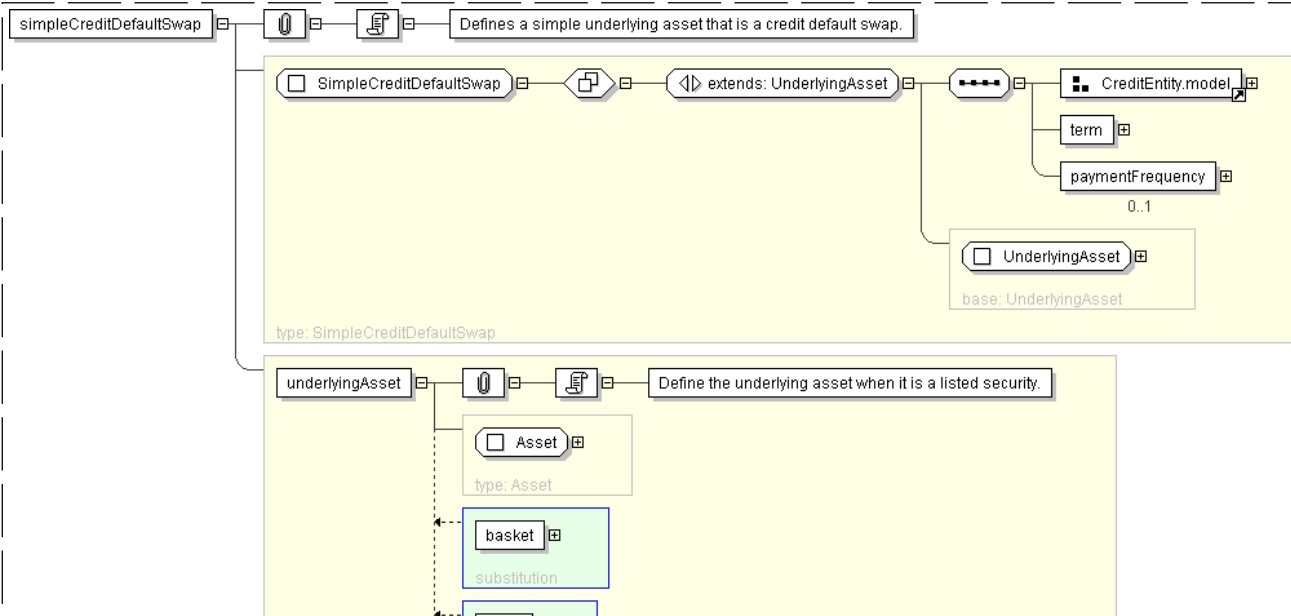 simpleCreditDefaultSwap
Defines a simple underlying asset that is a credit default swap.
SimpleCreditDefaultSwap
extends: UnderlyingAsset
CreditEntity.model
term
paymentFrequency
0..1
UnderlyingAsset
base: UnderlyingAsset
type: SimpleCreditDefaultSwap
underlyingAsset
Define the underlying asset when it is a listed security.
Asset
type: Asset
basket
substitution